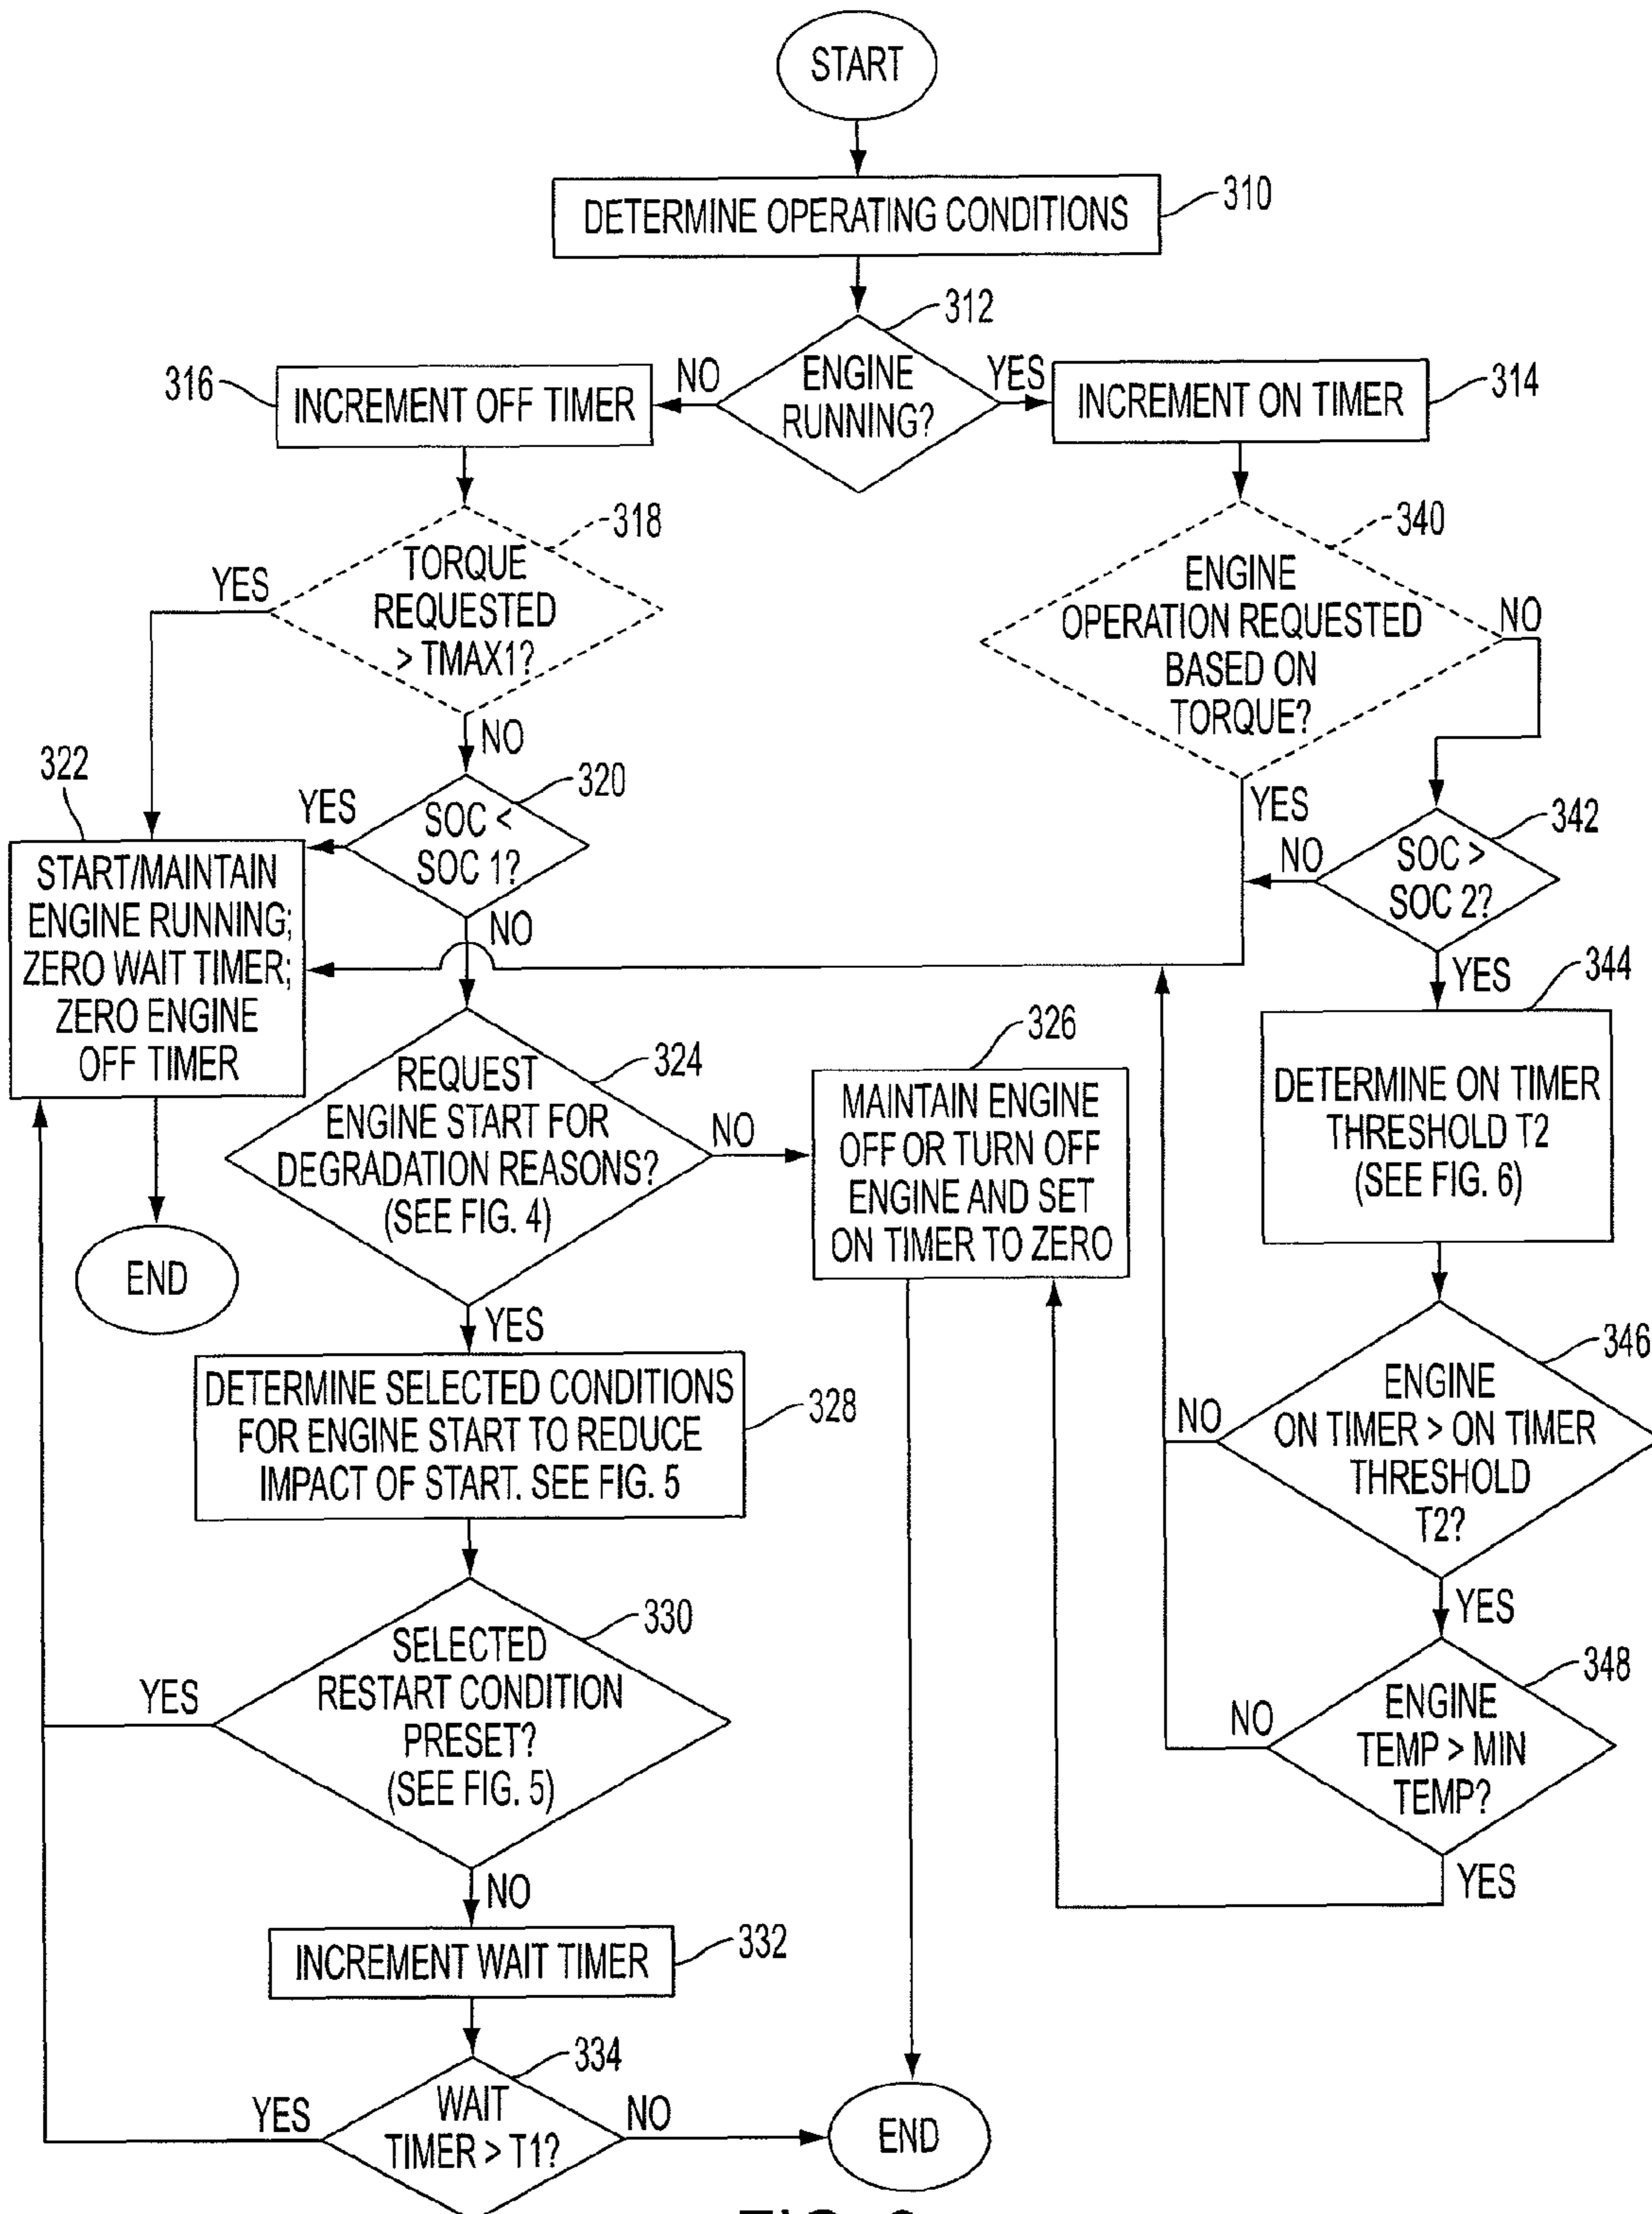 START
DETERMINE OPERATING CONDITIONS
310
312
ENGINE
RUNNING?
NO
YES
316
INCREMENT OFF TIMER
INCREMENT ON TIMER
314
318
TORQUE
REQUESTED
> TMAX1?
YES
NO
340
ENGINE
OPERATION REQUESTED
BASED ON
TORQUE?
NO
YES
322
START/MAINTAIN
ENGINE RUNNING;
ZERO WAIT TIMER;
ZERO ENGINE
OFF TIMER
END
320
SOC <
SOC 1?
YES
NO
342
SOC >
SOC 2?
NO
YES
324
REQUEST
ENGINE START FOR
DEGRADATION REASONS?
(SEE FIG. 4)
NO
YES
326
MAINTAIN ENGINE
OFF OR TURN OFF
ENGINE AND SET
ON TIMER TO ZERO
344
DETERMINE ON TIMER
THRESHOLD T2
(SEE FIG. 6)
346
ENGINE
ON TIMER > ON TIMER
THRESHOLD
T2?
NO
YES
328
DETERMINE SELECTED CONDITIONS
FOR ENGINE START TO REDUCE
IMPACT OF START. SEE FIG. 5
330
SELECTED
RESTART CONDITION
PRESET?
(SEE FIG. 5)
YES
NO
348
ENGINE
TEMP > MIN
TEMP?
NO
YES
INCREMENT WAIT TIMER
332
334
WAIT
TIMER > T1?
YES
NO
END